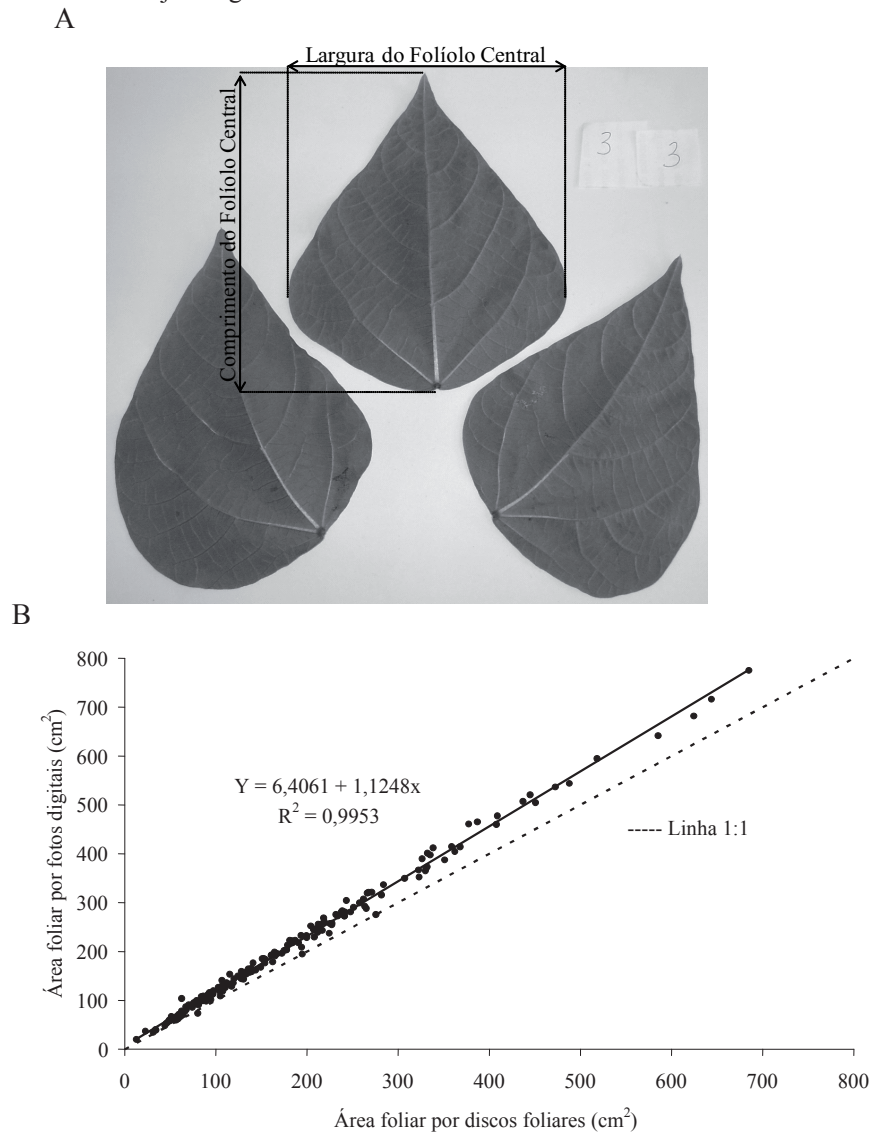 A
Largura do Folíolo Central
Comprimento do Folíolo Central
3
3
B
Área foliar por fotos digitais (cm²)
800
700
600
500
400
300
200
100
0
Y = 6,4061 + 1,1248x
R² = 0,9953
----- Linha 1:1
0 100 200 300 400 500 600 700 800
Área foliar por discos foliares (cm²)